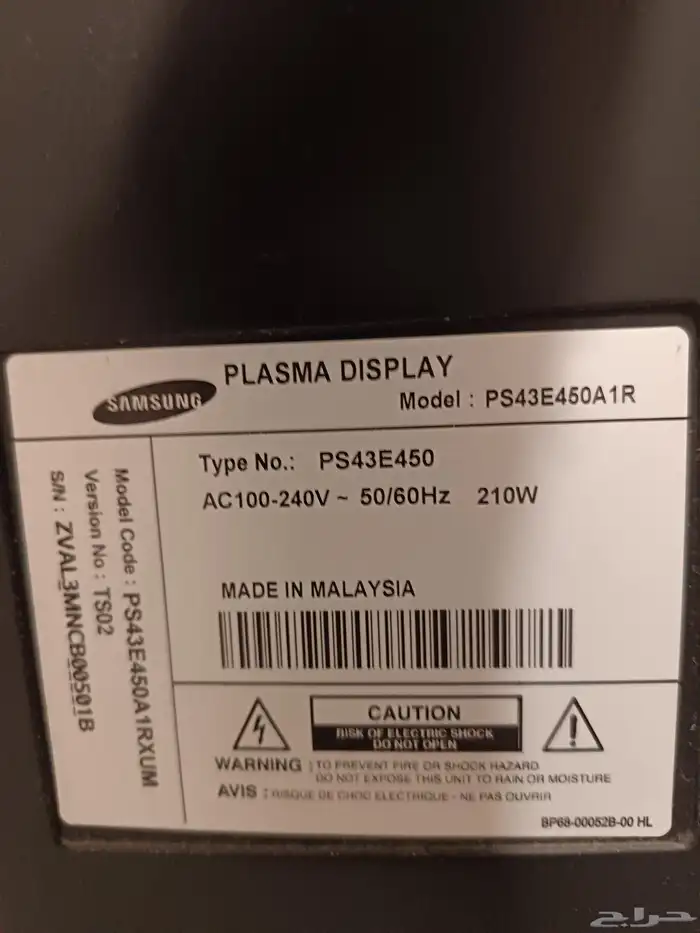 SAMSUNG
PLASMA DISPLAY
Model : PS43E450A1R
Model Code : PS43E450A1RXUM
Version No : TS02
S/N : ZVAL3MNCB00501B
Type No.: PS43E450
AC100-240V ~ 50/60Hz 210W
MADE IN MALAYSIA
CAUTION
RISK OF ELECTRIC SHOCK
DO NOT OPEN
WARNING : TO PREVENT FIRE OR SHOCK HAZARD
DO NOT EXPOSE THIS UNIT TO RAIN OR MOISTURE
AVIS : RISQUE DE CHOC ELECTRIQUE - NE PAS OUVRIR
BP68-00052B-00 HL
حراج